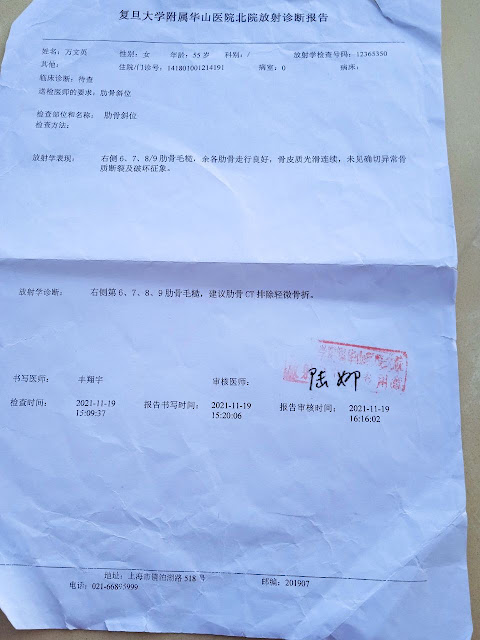 复旦大学附属华山医院北院放射诊断报告
姓名：万文英 性别：女 年龄：55 岁 科别：/ 放射学检查号码：12365350
其他： 住院/门诊号：141803001214191 病室：0 病床：
临床诊断：待查
送检医师的要求：肋骨斜位
检查部位和名称： 肋骨斜位
检查方法：
放射学表现： 右侧 6、7、8/9 肋骨毛糙，余各肋骨走行良好，骨皮质光滑连续，未见确切异常骨
质断裂及破坏征象。
放射学诊断： 右侧第 6、7、8、9 肋骨毛糙，建议肋骨 CT 排除轻微骨折。
书写医师： 丰翔宇 审核医师：
检查时间： 2021-11-19 报告书写时间： 2021-11-19 报告审核时间： 2021-11-19
15:09:37 15:20:06 16:16:02
地址：上海市镜泊湖路 518 号
电话：021-66895999 邮编：201907